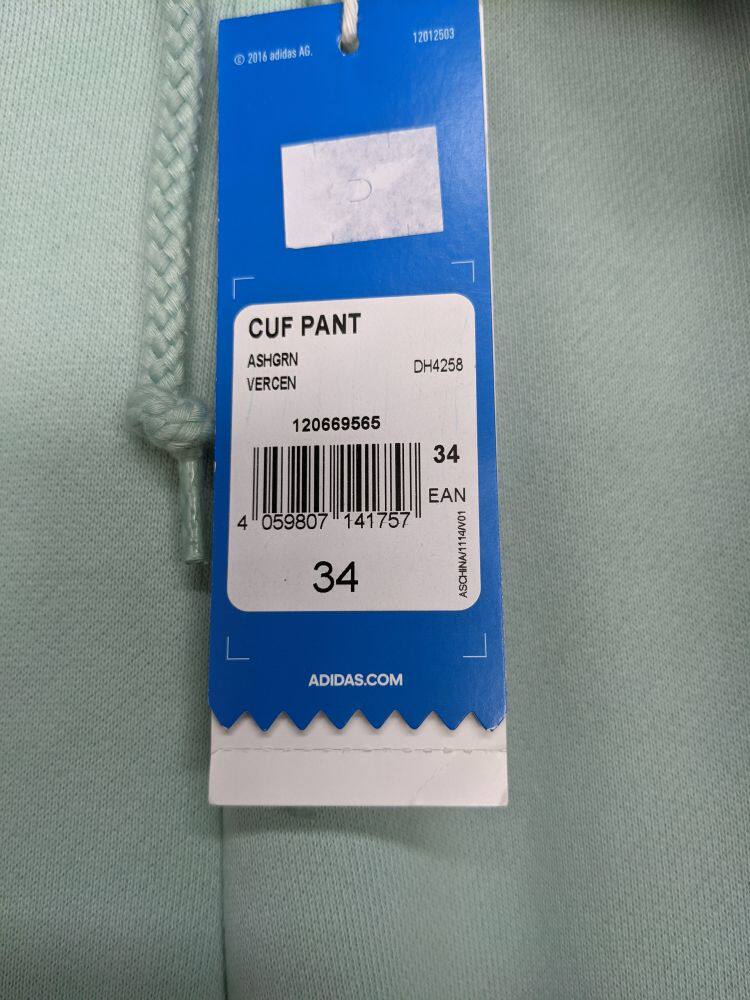 © 2016 adidas AG.
12012503
CUF PANT
ASHGRN
DH4258
VERCEN
120669565
34
EAN
4 059807 141757
ASCHINA/1114/V01
34
ADIDAS.COM